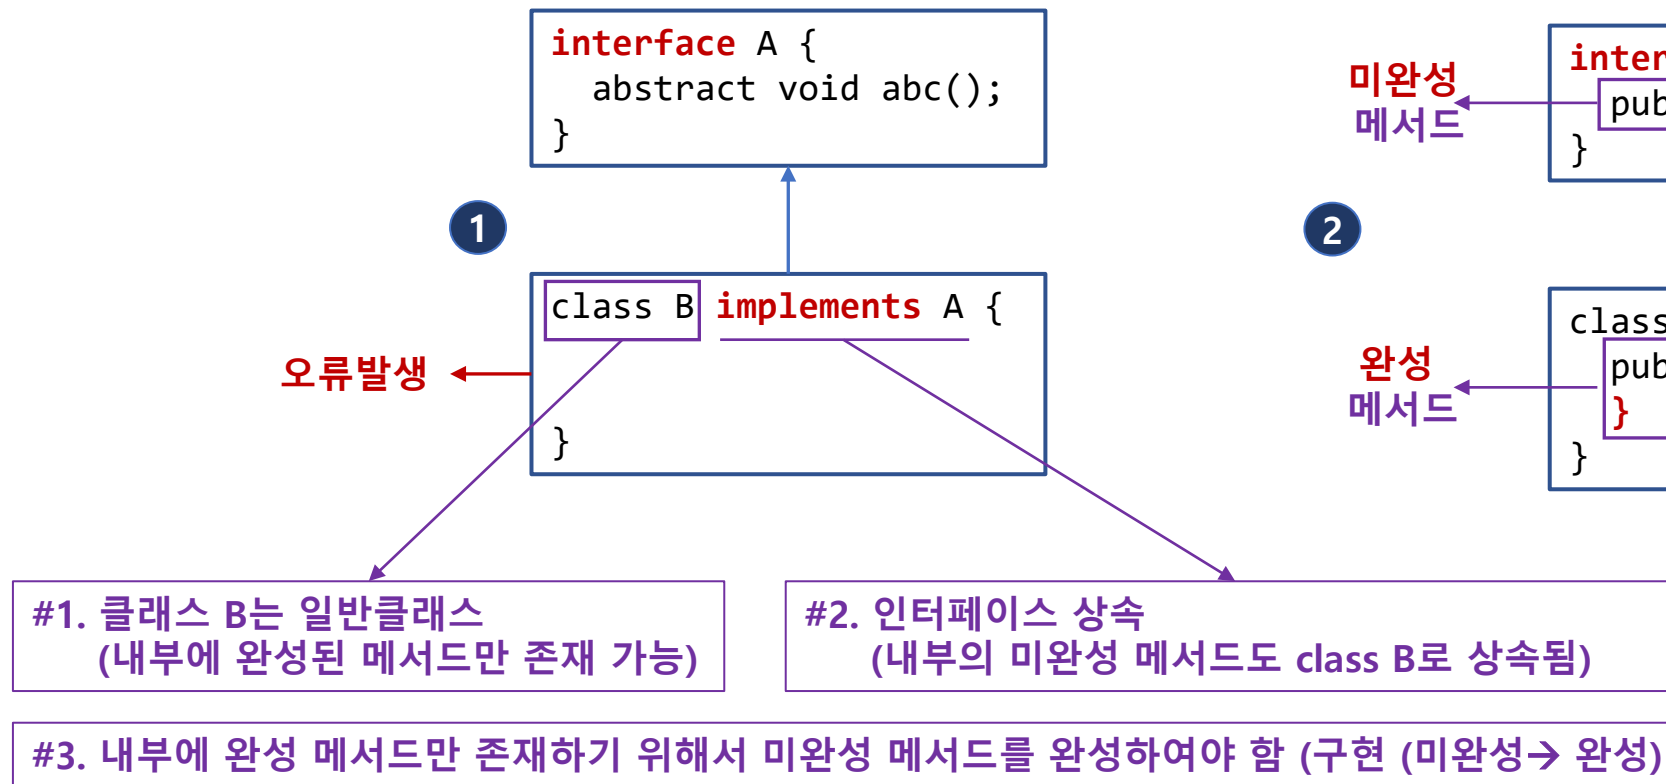 interface A {
abstract void abc();
}
1
class B implements A {
}
오류발생
미완성
메서드
}
2
class
완성
메서드
}
}
#1. 클래스 B는 일반클래스
(내부에 완성된 메서드만 존재 가능)
#2. 인터페이스 상속
(내부의 미완성 메서드도 class B로 상속됨)
#3. 내부에 완성 메서드만 존재하기 위해서 미완성 메서드를 완성하여야 함 (구현 (미완성→ 완성)